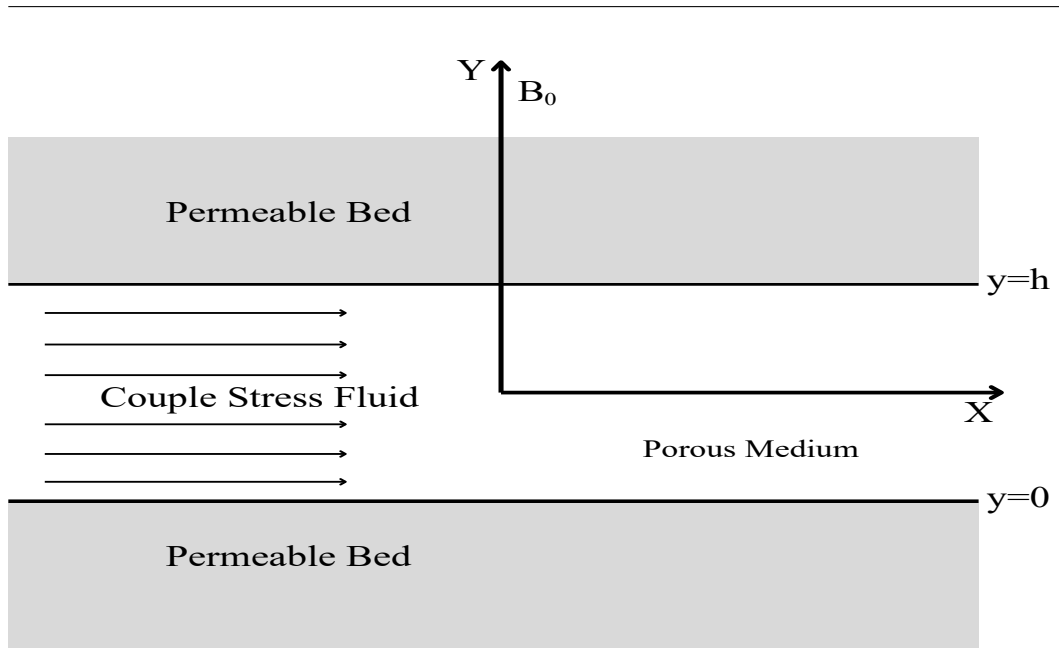 Y
B₀
Permeable Bed
y=h
Couple Stress Fluid
X
Porous Medium
y=0
Permeable Bed